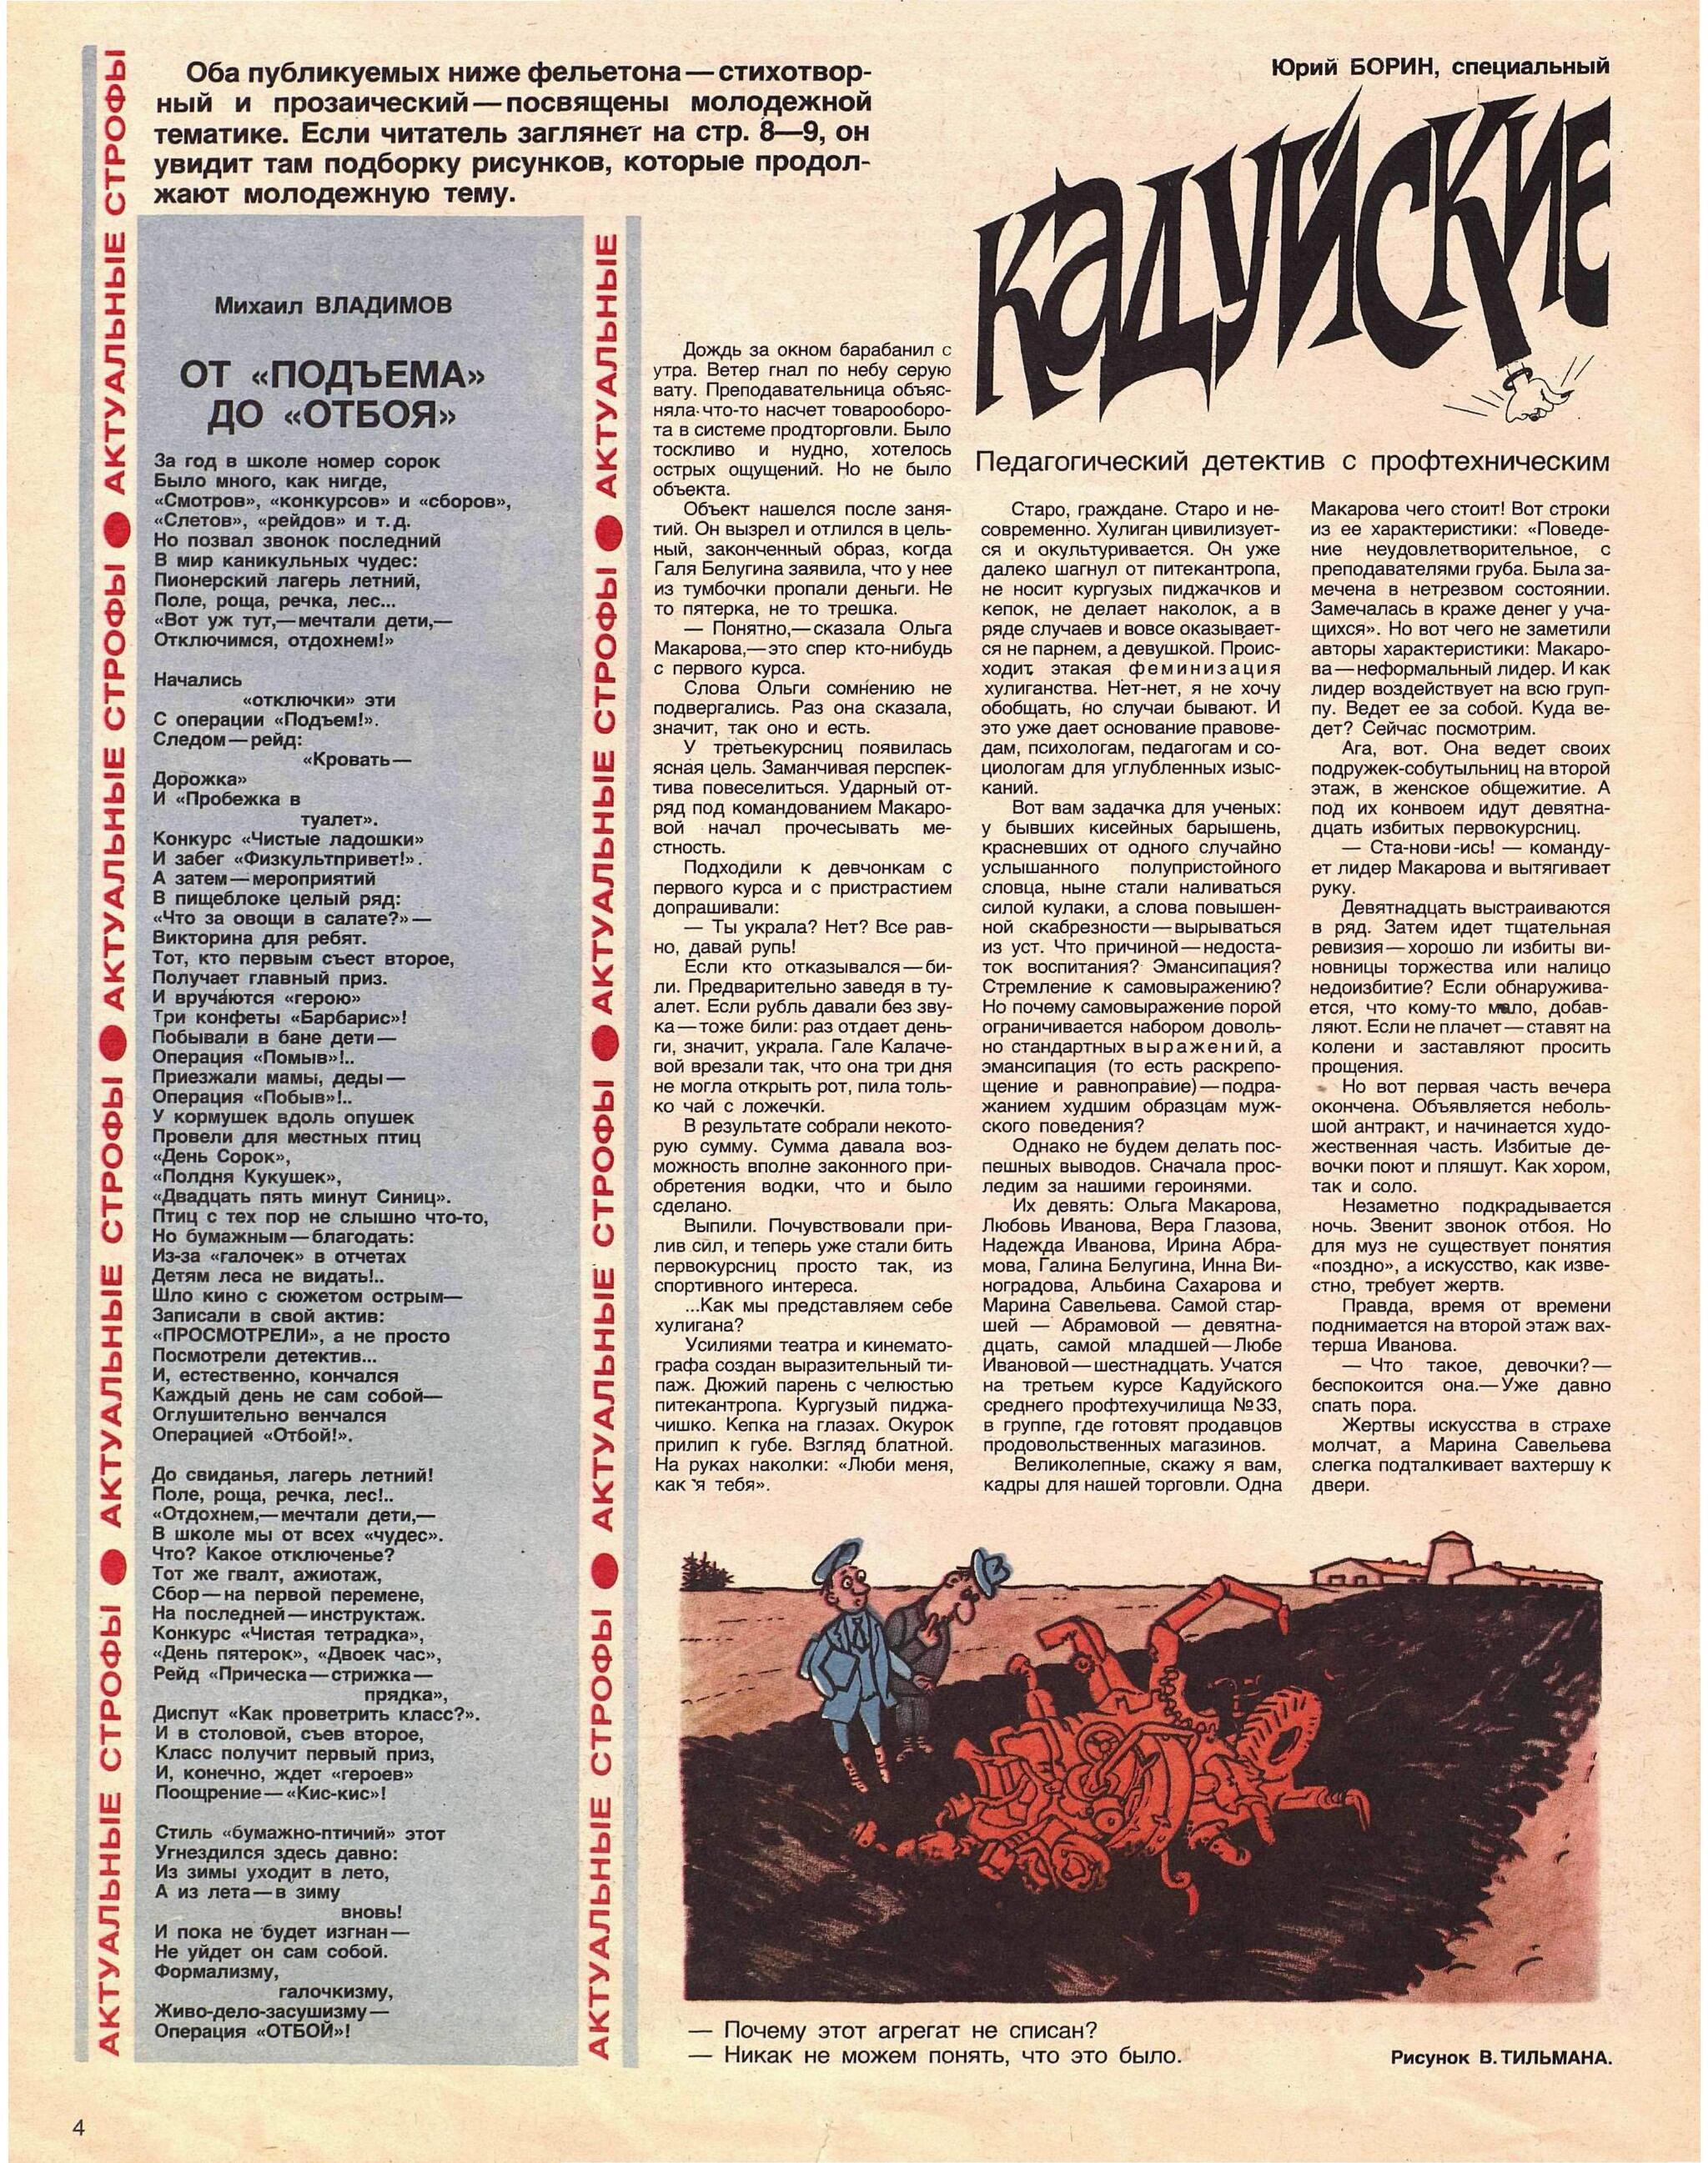 Оба публикуемых ниже фельетона — стихотвор-
ный и прозаический — посвящены молодежной
тематике. Если читатель заглянет на стр. 8—9, он
увидит там подборку рисунков, которые продол-
жают молодежную тему.
АКТУАЛЬНЫЕ СТРОФЫ ● АКТУАЛЬНЫЕ СТРОФЫ ● АКТУАЛЬНЫЕ СТРОФЫ ● АКТУАЛЬНЫЕ СТРОФЫ
Михаил ВЛАДИМОВ
ОТ «ПОДЪЕМА»
ДО «ОТБОЯ»
За год в школе номер сорок
Было много, как нигде,
«Смотров», «конкурсов» и «сборов»,
«Слетов», «рейдов» и т.д.
Но позвал звонок последний
В мир каникульных чудес:
Пионерский лагерь летний,
Поле, роща, речка, лес...
«Вот уж тут,— мечтали дети,—
Отключимся, отдохнем!»
Начались
«отключки» эти
С операции «Подъем!».
Следом — рейд:
«Кровать —
Дорожка»
И «Пробежка в
туалет».
Конкурс «Чистые ладошки»
И забег «Физкультпривет!».
А затем — мероприятий
В пищеблоке целый ряд:
«Что за овощи в салате?» —
Викторина для ребят.
Тот, кто первым съест второе,
Получает главный приз.
И вручаются «герою»
Три конфеты «Барбарис»!
Побывали в бане дети —
Операция «Помыв»!..
Приезжали мамы, деды —
Операция «Побыв»!..
У кормушек вдоль опушек
Провели для местных птиц
«День Сорок»,
«Полдня Кукушек»,
«Двадцать пять минут Синиц».
Птиц с тех пор не слышно что-то,
Но бумажным — благодать:
Из-за «галочек» в отчетах
Детям леса не видать!..
Шло кино с сюжетом острым —
Записали в свой актив:
«ПРОСМОТРЕЛИ», а не просто
Посмотрели детектив...
И, естественно, кончался
Каждый день не сам собой —
Оглушительно венчался
Операцией «Отбой!».
До свиданья, лагерь летний!
Поле, роща, речка, лес!..
«Отдохнем,— мечтали дети,—
В школе мы от всех «чудес».
Что? Какое отключенье?
Тот же гвалт, ажиотаж,
Сбор — на первой перемене,
На последней — инструктаж.
Конкурс «Чистая тетрадка»,
«День пятерок», «Двоек час»,
Рейд «Прическа — стрижка —
прядка»,
Диспут «Как проветрить класс?».
И в столовой, съев второе,
Класс получит первый приз,
И, конечно, ждет «героев»
Поощрение — «Кис-кис»!
Стиль «бумажно-птичий» этот
Угнездился здесь давно:
Из зимы уходит в лето,
А из лета — в зиму
вновь!
И пока не будет изгнан —
Не уйдет он сам собой.
Формализму,
галочкизму,
Живо-дело-засушизму —
Операция «ОТБОЙ»!
АКТУАЛЬНЫЕ СТРОФЫ ● АКТУАЛЬНЫЕ СТРОФЫ ● АКТУАЛЬНЫЕ СТРОФЫ ● АКТУАЛЬНЫЕ
Юрий БОРИН, специальный
КАДУЙСКИЕ
Педагогический детектив с профтехническим
Дождь за окном барабанил с
утра. Ветер гнал по небу серую
вату. Преподавательница объяс-
няла что-то насчет товарооборо-
та в системе продторговли. Было
тоскливо и нудно, хотелось
острых ощущений. Но не было
объекта.
Объект нашелся после заня-
тий. Он вызрел и отлился в цель-
ный, законченный образ, когда
Галя Белугина заявила, что у нее
из тумбочки пропали деньги. Не
то пятерка, не то трешка.
— Понятно,— сказала Ольга
Макарова,— это спер кто-нибудь
с первого курса.
Слова Ольги сомнению не
подвергались. Раз она сказала,
значит, так оно и есть.
У третьекурсниц появилась
ясная цель. Заманчивая перспек-
тива повеселиться. Ударный от-
ряд под командованием Макаро-
вой начал прочесывать ме-
стность.
Подходили к девчонкам с
первого курса и с пристрастием
допрашивали:
— Ты украла? Нет? Все рав-
но, давай рупь!
Если кто отказывался — би-
ли. Предварительно заведя в ту-
алет. Если рубль давали без зву-
ка — тоже били: раз отдает день-
ги, значит, украла. Гале Калаче-
вой врезали так, что она три дня
не могла открыть рот, пила толь-
ко чай с ложечки.
В результате собрали некото-
рую сумму. Сумма давала воз-
можность вполне законного при-
обретения водки, что и было
сделано.
Выпили. Почувствовали при-
лив сил, и теперь уже стали бить
первокурсниц просто так, из
спортивного интереса.
...Как мы представляем себе
хулигана?
Усилиями театра и кинемато-
графа создан выразительный ти-
паж. Дюжий парень с челюстью
питекантропа. Кургузый пиджа-
чишко. Кепка на глазах. Окурок
прилип к губе. Взгляд блатной.
На руках наколки: «Люби меня,
как я тебя».
Старо, граждане. Старо и не-
современно. Хулиган цивилизует-
ся и окультуривается. Он уже
далеко шагнул от питекантропа,
не носит кургузых пиджачков и
кепок, не делает наколок, а в
ряде случаев и вовсе оказывает-
ся не парнем, а девушкой. Проис-
ходит этакая феминизация
хулиганства. Нет-нет, я не хочу
обобщать, но случаи бывают. И
это уже дает основание правове-
дам, психологам, педагогам и со-
циологам для углубленных изыс-
каний.
Вот вам задачка для ученых:
у бывших кисейных барышень,
красневших от одного случайно
услышанного полупристойного
словца, ныне стали наливаться
силой кулаки, а слова повышен-
ной скабрезности — вырываться
из уст. Что причиной — недоста-
ток воспитания? Эмансипация?
Стремление к самовыражению?
Но почему самовыражение порой
ограничивается набором доволь-
но стандартных выражений, а
эмансипация (то есть раскрепо-
щение и равноправие) — подра-
жанием худшим образцам муж-
ского поведения?
Однако не будем делать пос-
пешных выводов. Сначала прос-
ледим за нашими героинями.
Их девять: Ольга Макарова,
Любовь Иванова, Вера Глазова,
Надежда Иванова, Ирина Абра-
мова, Галина Белугина, Инна Ви-
ноградова, Альбина Сахарова и
Марина Савельева. Самой стар-
шей — Абрамовой — девятна-
дцать, самой младшей — Любе
Ивановой — шестнадцать. Учатся
на третьем курсе Кадуйского
среднего профтехучилища №33,
в группе, где готовят продавцов
продовольственных магазинов.
Великолепные, скажу я вам,
кадры для нашей торговли. Одна
Макарова чего стоит! Вот строки
из ее характеристики: «Поведе-
ние неудовлетворительное, с
преподавателями груба. Была за-
мечена в нетрезвом состоянии.
Замечалась в краже денег у уча-
щихся». Но вот чего не заметили
авторы характеристики: Макаро-
ва — неформальный лидер. И как
лидер воздействует на всю груп-
пу. Ведет ее за собой. Куда ве-
дет? Сейчас посмотрим.
Ага, вот. Она ведет своих
подружек-собутыльниц на второй
этаж, в женское общежитие. А
под их конвоем идут девятна-
дцать избитых первокурсниц.
— Ста-нови-ись! — команду-
ет лидер Макарова и вытягивает
руку.
Девятнадцать выстраиваются
в ряд. Затем идет тщательная
ревизия — хорошо ли избиты ви-
новницы торжества или налицо
недоизбитие? Если обнаружива-
ется, что кому-то мало, добав-
ляют. Если не плачет — ставят на
колени и заставляют просить
прощения.
Но вот первая часть вечера
окончена. Объявляется неболь-
шой антракт, и начинается худо-
жественная часть. Избитые де-
вочки поют и пляшут. Как хором,
так и соло.
Незаметно подкрадывается
ночь. Звенит звонок отбоя. Но
для муз не существует понятия
«поздно», а искусство, как изве-
стно, требует жертв.
Правда, время от времени
поднимается на второй этаж вах-
терша Иванова.
— Что такое, девочки? —
беспокоится она.— Уже давно
спать пора.
Жертвы искусства в страхе
молчат, а Марина Савельева
слегка подталкивает вахтершу к
двери.
— Почему этот агрегат не списан?
— Никак не можем понять, что это было.
Рисунок В. ТИЛЬМАНА.
4